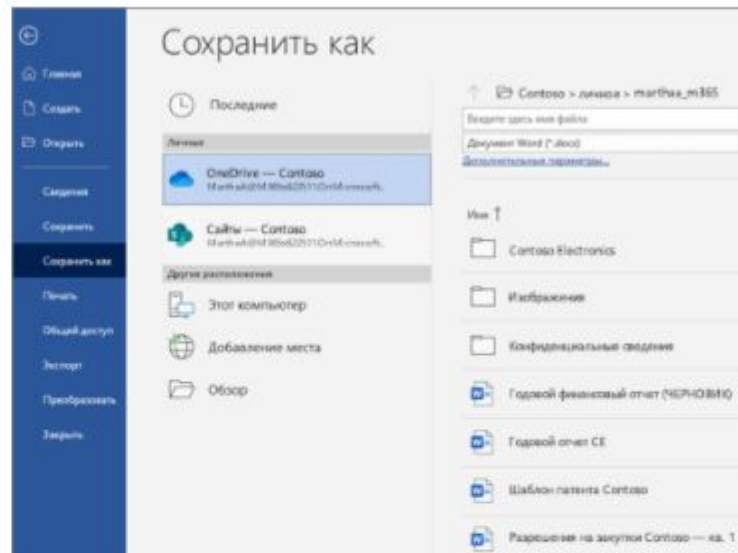 Сохранить как
Главная
Создать
Открыть
Сведения
Сохранить
Сохранить как
Печать
Общий доступ
Экспорт
Преобразовать
Закрыть
Последние
Личные
OneDrive — Contoso
Сайты — Contoso
Другие расположения
Этот компьютер
Добавление места
Обзор
Contoso > личное > marthaa_m365
Введите здесь имя файла
Документ Word (*.docx)
Дополнительные параметры...
Имя ↑
Contoso Electronics
Изображения
Конфиденциальные сведения
Годовой финансовый отчет (ЧЕРНОВИК)
Годовой отчет CE
Шаблон патента Contoso
Разрешения на закупки Contoso — кв. 1